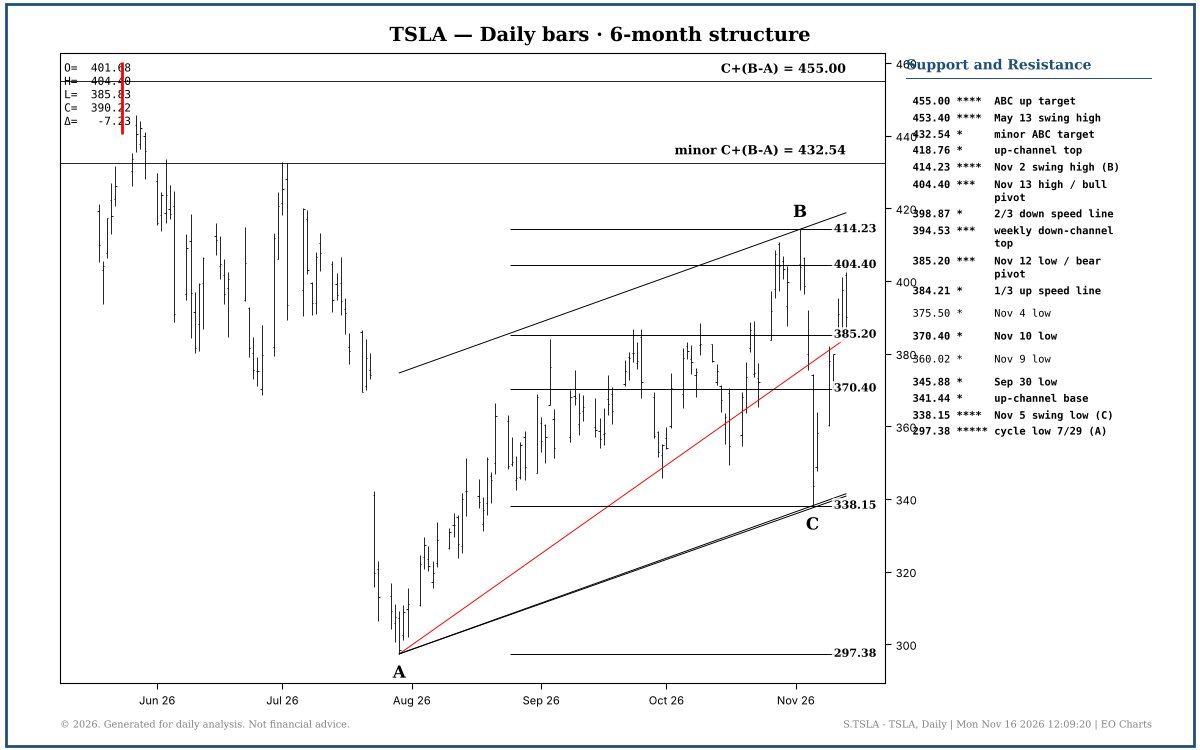 TSLA — Daily bars · 6-month structure
O= 401.68
H= 404.40
L= 385.83
C= 390.22
Δ= -7.23
C+(B-A) = 455.00
minor C+(B-A) = 432.54
B
414.23
404.40
385.20
370.40
338.15
C
297.38
A
460
440
420
400
380
360
340
320
300
Jun 26
Jul 26
Aug 26
Sep 26
Oct 26
Nov 26
Support and Resistance
455.00 **** ABC up target
453.40 **** May 13 swing high
432.54 * minor ABC target
418.76 * up-channel top
414.23 **** Nov 2 swing high (B)
404.40 *** Nov 13 high / bull
pivot
398.87 * 2/3 down speed line
394.53 *** weekly down-channel
top
385.20 *** Nov 12 low / bear
pivot
384.21 * 1/3 up speed line
375.50 * Nov 4 low
370.40 * Nov 10 low
360.02 * Nov 9 low
345.88 * Sep 30 low
341.44 * up-channel base
338.15 **** Nov 5 swing low (C)
297.38 ***** cycle low 7/29 (A)
© 2026. Generated for daily analysis. Not financial advice.
S.TSLA - TSLA, Daily | Mon Nov 16 2026 12:09:20 | EO Charts